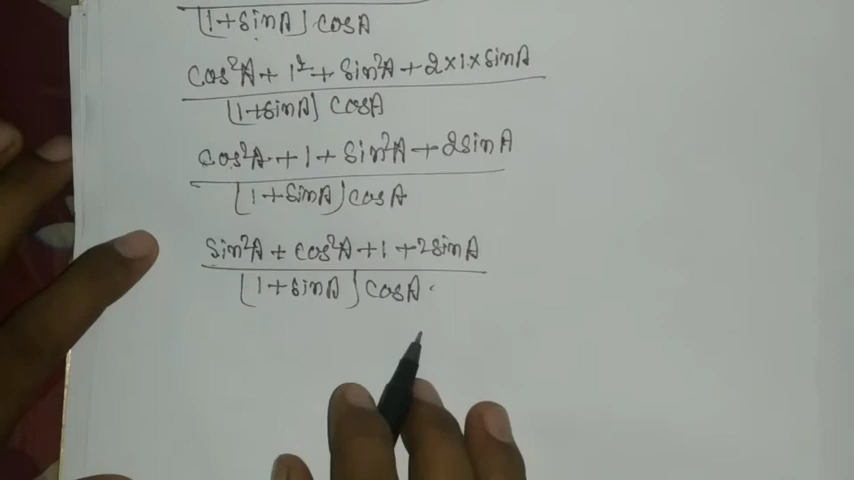 (1+sinA) cosA
cos²A + 1² + sin²A + 2×1×sinA
(1+sinA) cosA
cos²A + 1 + sin²A + 2sinA
(1+sinA) cosA
sin²A + cos²A + 1 + 2sinA
(1+sinA) cosA